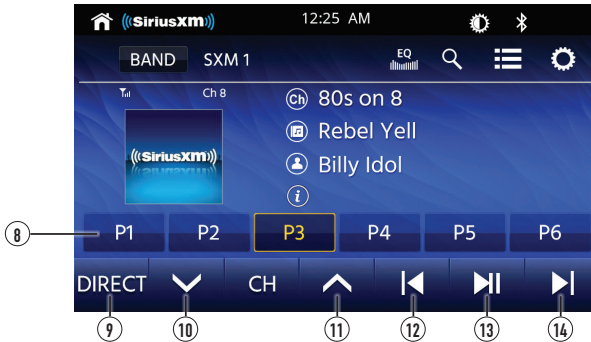 ((SiriusXM)) 12:25 AM
BAND SXM 1 EQ
Ch 8
Ch 80s on 8
Rebel Yell
((SiriusXM))
Billy Idol
i
8 P1 P2 P3 P4 P5 P6
DIRECT CH
9 10 11 12 13 14